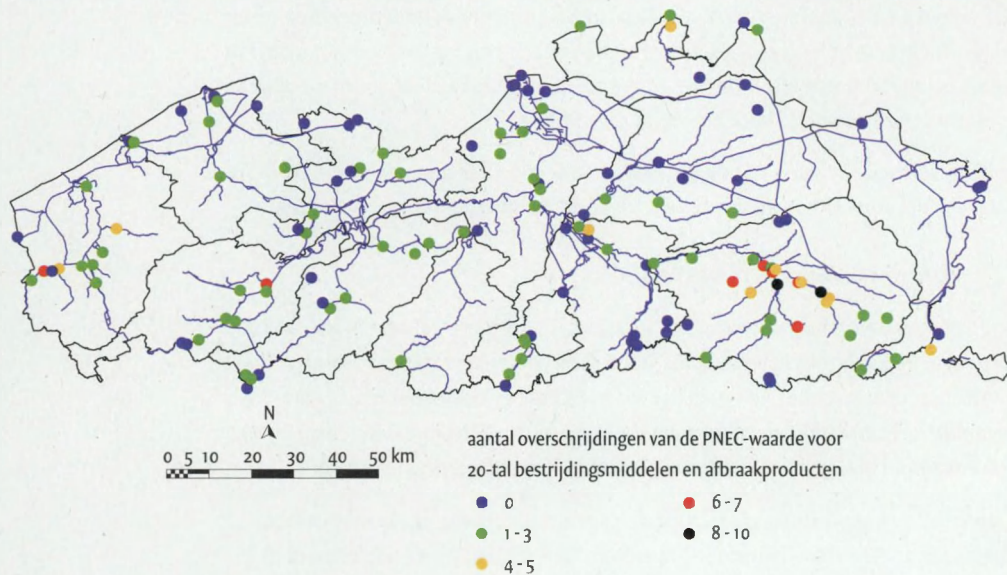 N
0 5 10 20 30 40 50 km
aantal overschrijdingen van de PNEC-waarde voor
20-tal bestrijdingsmiddelen en afbraakproducten
0
1-3
4-5
6-7
8-10